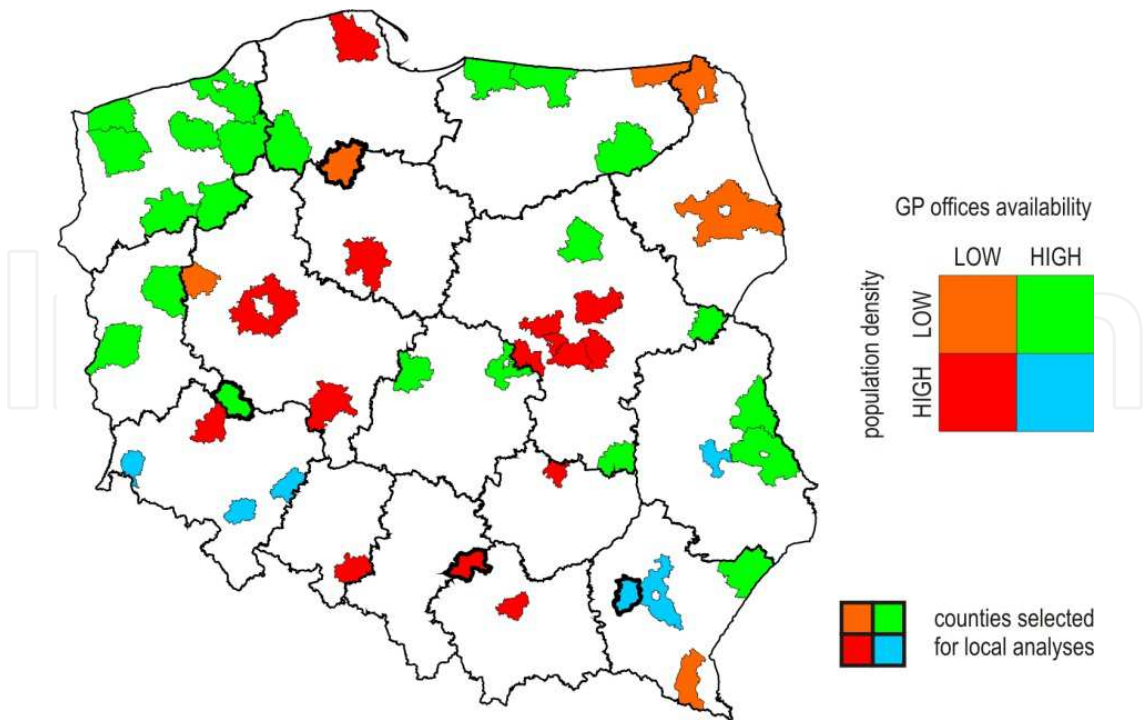 GP offices availability
LOW HIGH
population density
LOW
HIGH
counties selected
for local analyses